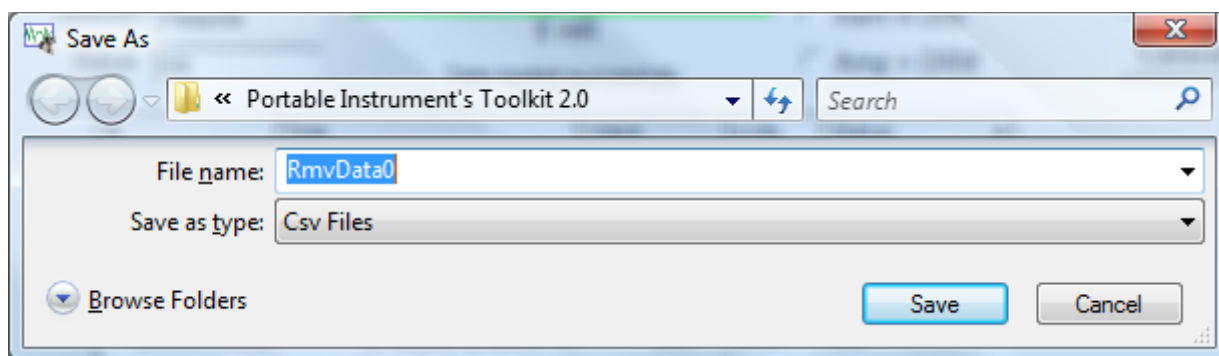 Save As
« Portable Instrument's Toolkit 2.0
Search
File name: RmvData0
Save as type: Csv Files
Browse Folders
Save
Cancel